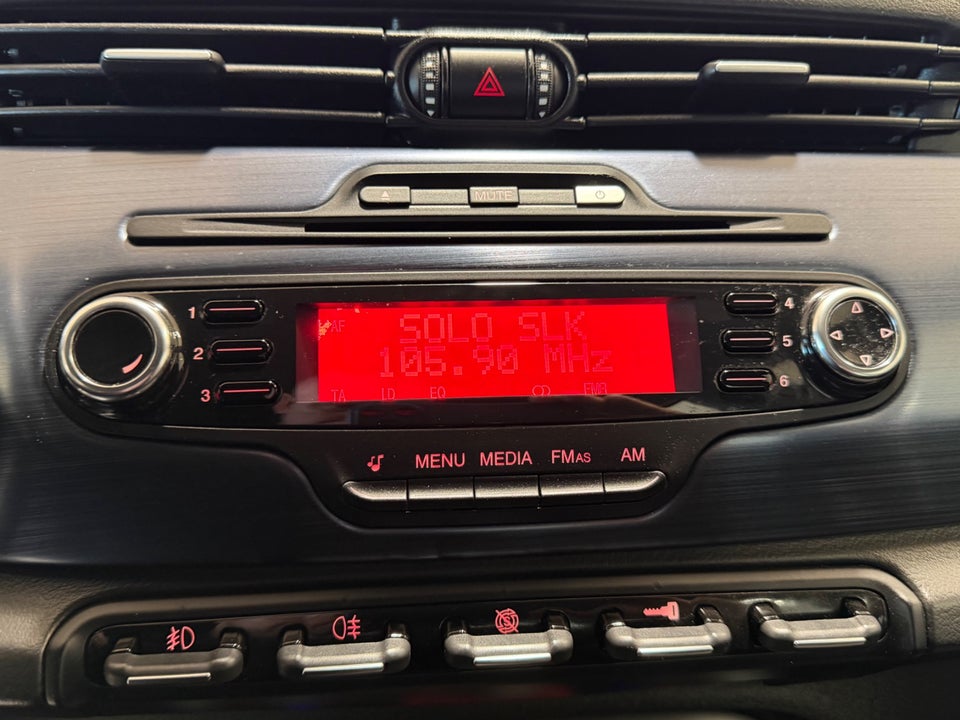 MUTE
1
2
3
4
5
6
AF
SOLO SLK
105.90 MHz
TA LD EQ
MENU MEDIA FMAS AM